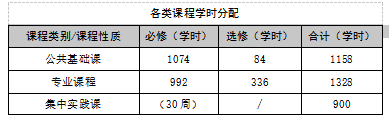 各类课程学时分配
课程类别/课程性质 必修（学时） 选修（学时） 合计（学时）
公共基础课 1074 84 1158
专业课程 992 336 1328
集中实践课 （30 周） / 900